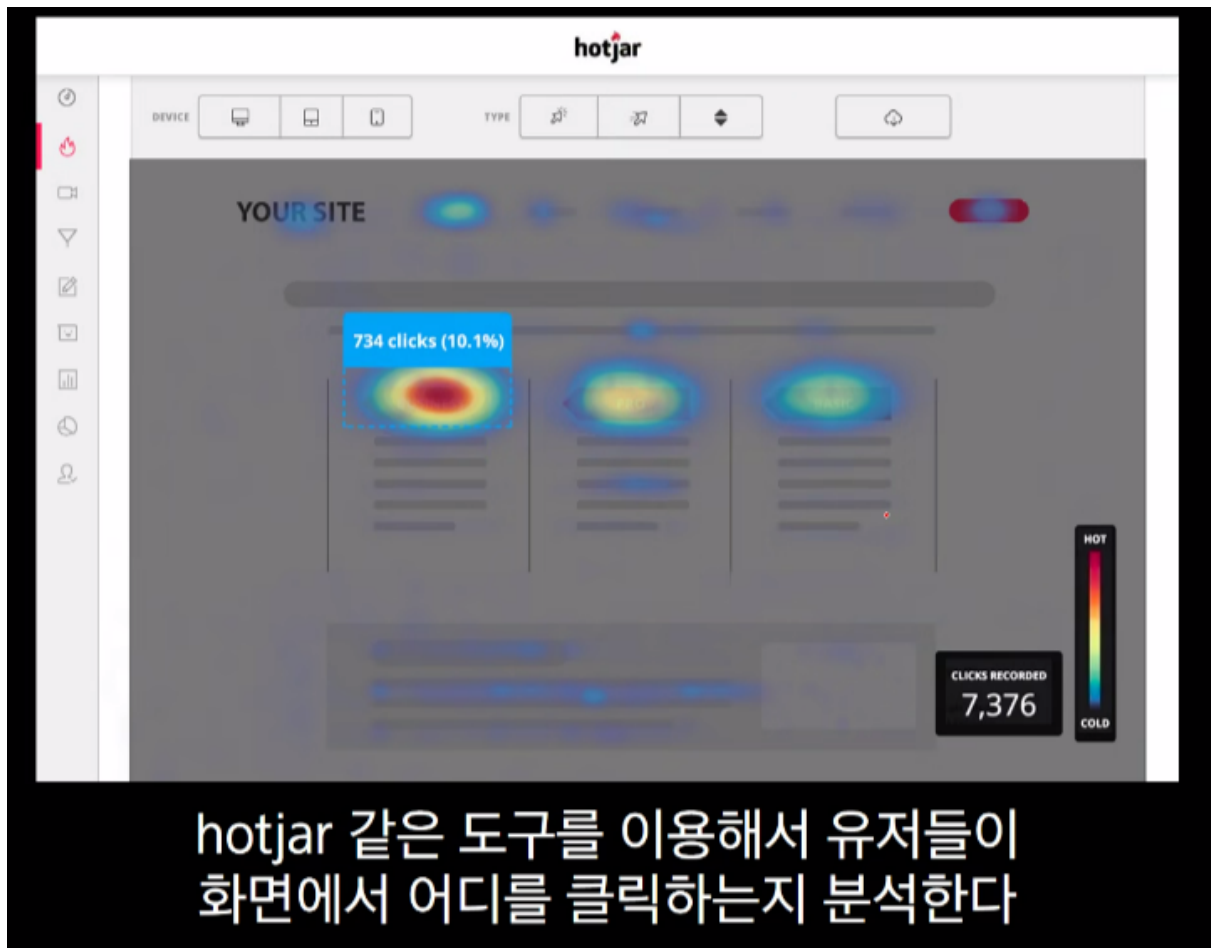 hotjar
DEVICE
TYPE
YOUR SITE
734 clicks (10.1%)
HOT
CLICKS RECORDED
7,376
COLD
hotjar 같은 도구를 이용해서 유저들이
화면에서 어디를 클릭하는지 분석한다